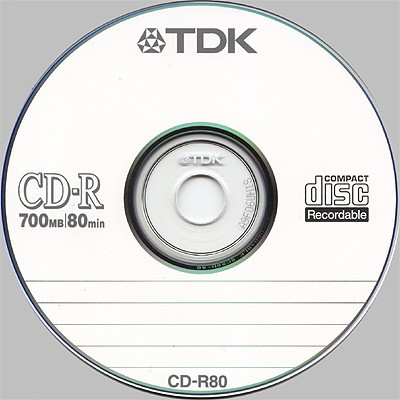 TDK
TDK
CD-R
700MB 80min
COMPACT
disc
Recordable
CD-R80